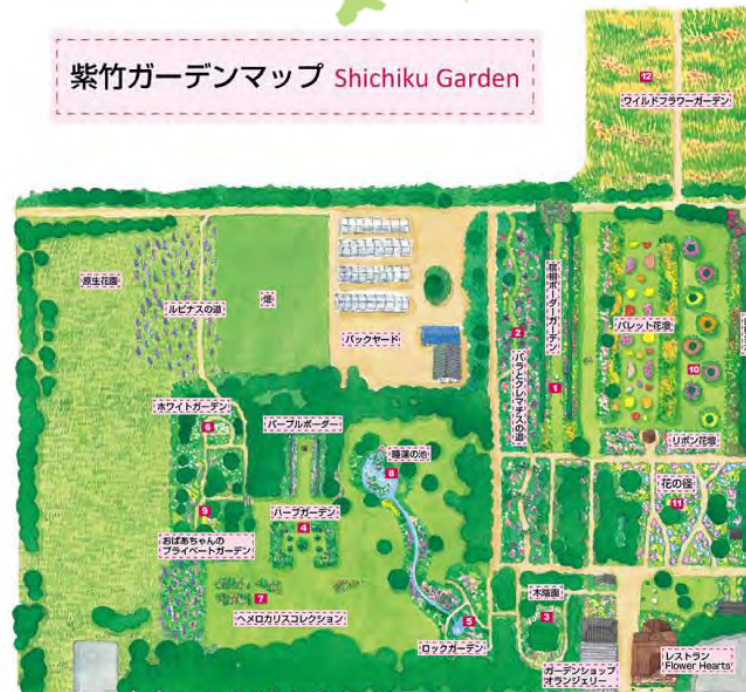 紫竹ガーデンマップ Shichiku Garden
12
ワイルドフラワーガーデン
原生花園
ルピナスの道
畑
バックヤード
2
バラとクレマチスの道
宿根ボーダーガーデン
1
パレット花壇
10
リボン花壇
ホワイトガーデン
6
パープルボーダー
睡蓮の池
8
花の径
11
9
おばあちゃんの
プライベートガーデン
ハーブガーデン
4
7
ヘメロカリスコレクション
5
ロックガーデン
木陰園
3
ガーデンショップ
オランジェリー
レストラン
Flower Hearts